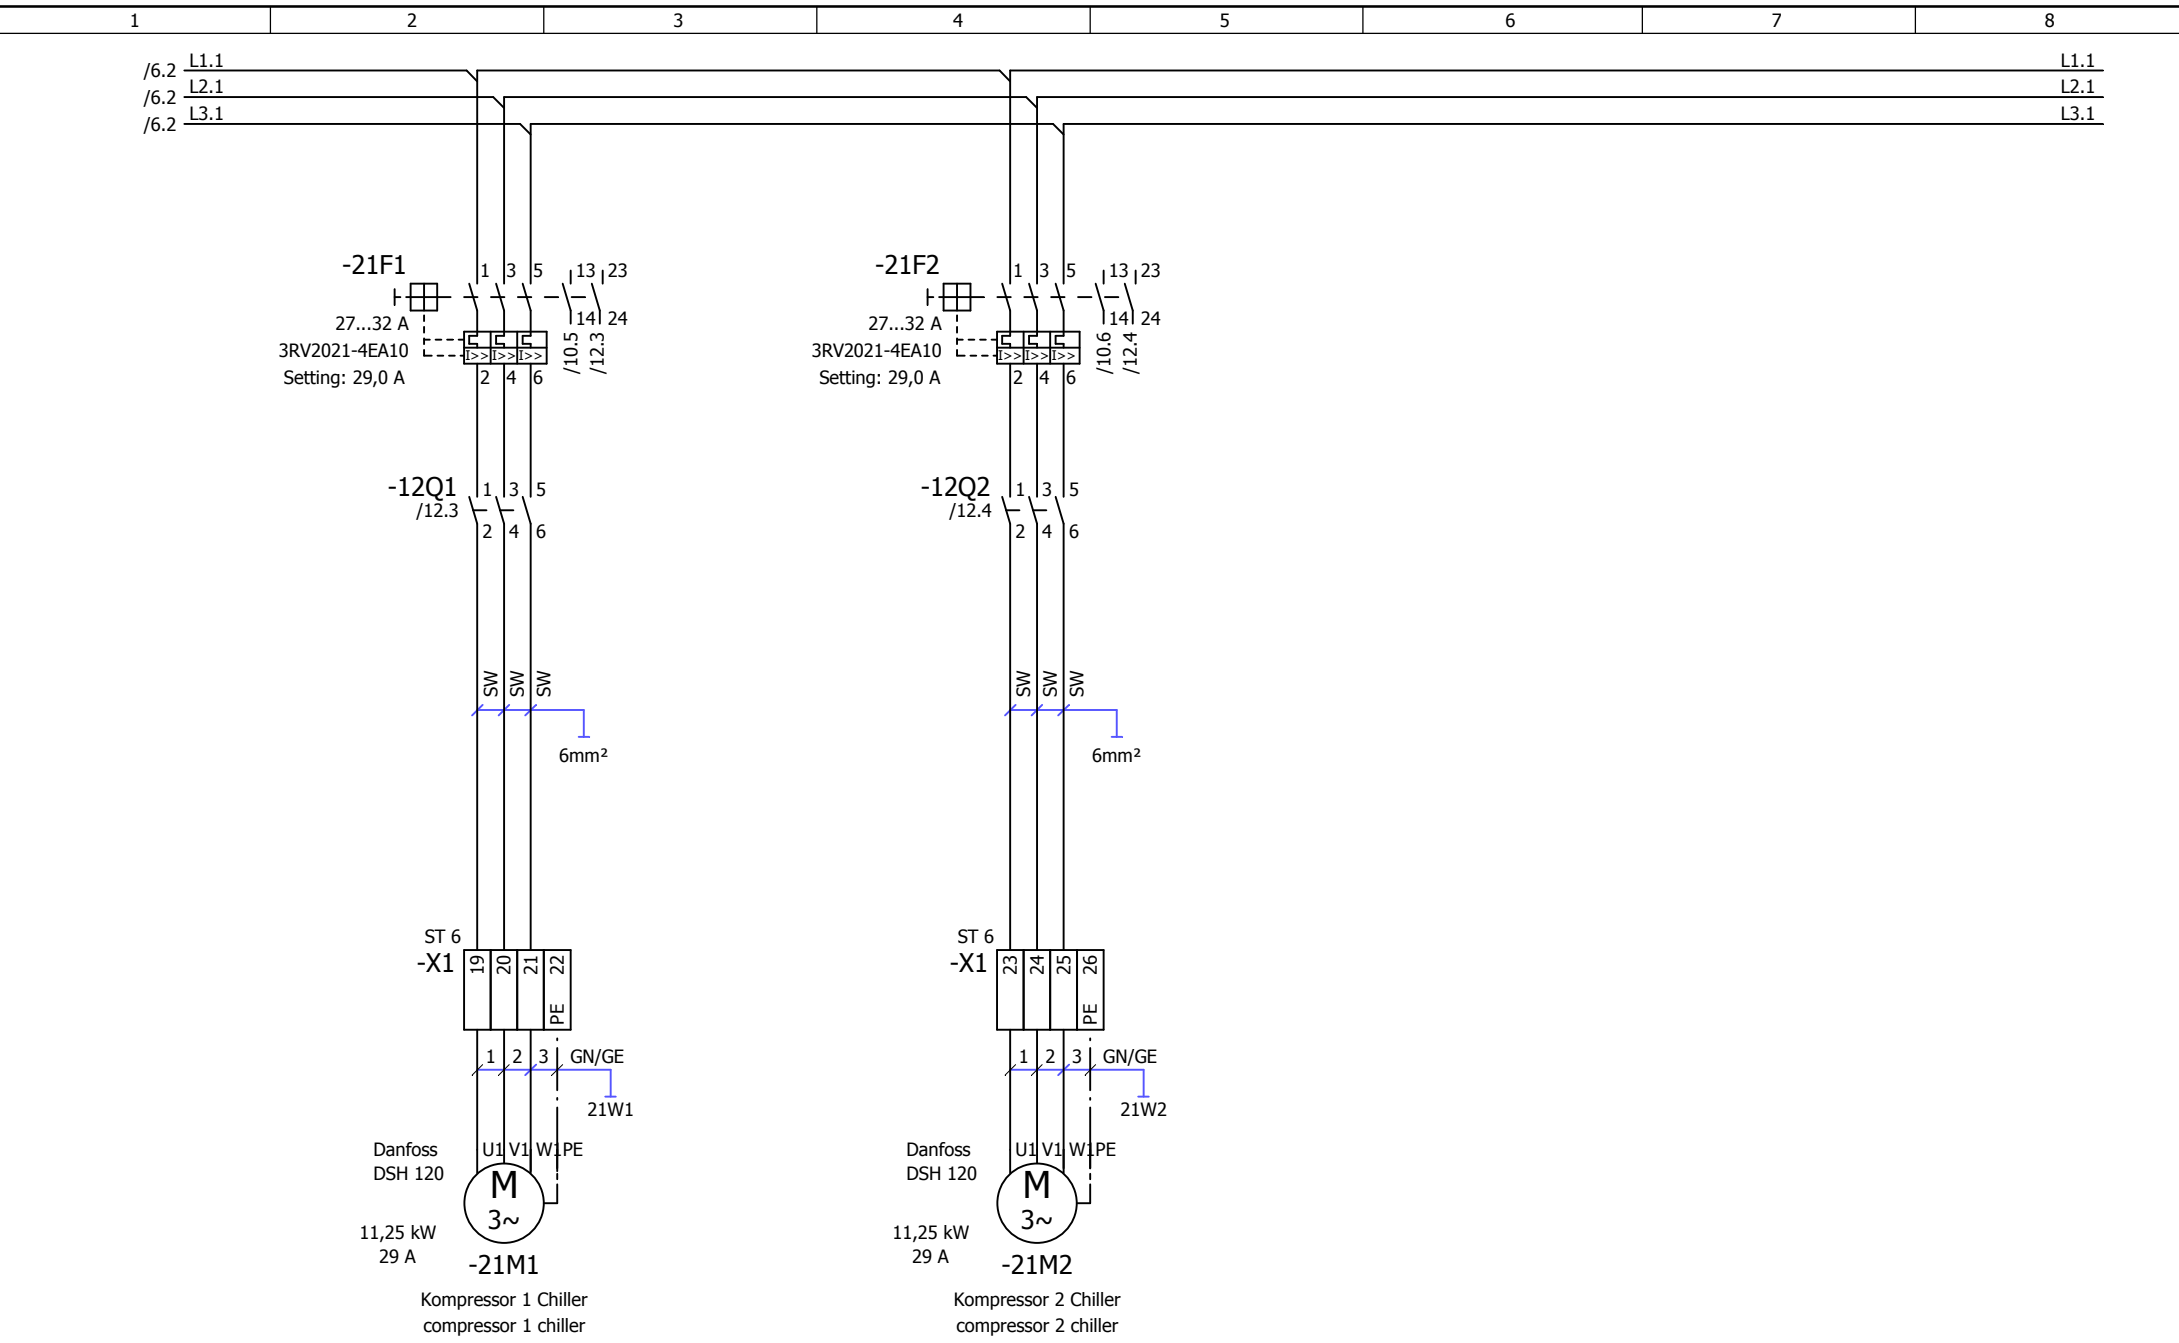 1 2 3 4 5 6 7 8
/6.2 L1.1 L1.1
/6.2 L2.1 L2.1
/6.2 L3.1 L3.1
-21F1 1 3 5 13 23 -21F2 1 3 5 13 23
27...32 A 14 24 27...32 A 14 24
3RV2021-4EA10 I>> I>> I>> /10.5 /12.3 3RV2021-4EA10 I>> I>> I>> /10.6 /12.4
Setting: 29,0 A 2 4 6 Setting: 29,0 A 2 4 6
-12Q1 1 3 5 -12Q2 1 3 5
/12.3 /12.4
2 4 6 2 4 6
SW SW SW SW SW SW
6mm² 6mm²
ST 6 ST 6
-X1 19 20 21 22 -X1 23 24 25 26
PE PE
1 2 3 GN/GE 1 2 3 GN/GE
21W1 21W2
Danfoss U1 V1 W1 PE Danfoss U1 V1 W1 PE
DSH 120 M DSH 120 M
3~ 3~
11,25 kW 11,25 kW
29 A -21M1 29 A -21M2
Kompressor 1 Chiller Kompressor 2 Chiller
compressor 1 chiller compressor 2 chiller